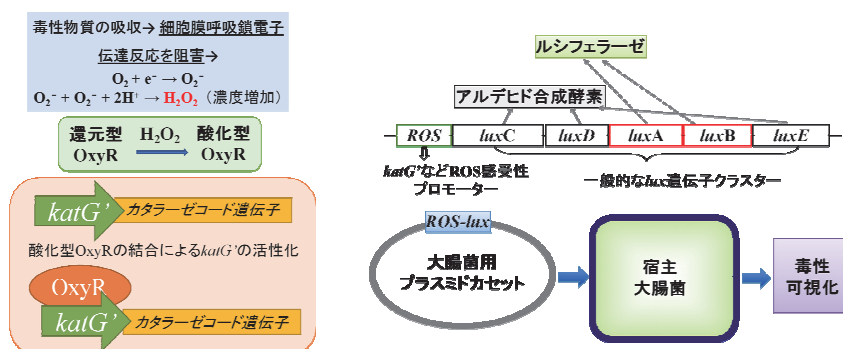 毒性物質の吸収→細胞膜呼吸鎖電子
伝達反応を阻害→
O₂ + e⁻ → O₂⁻
O₂⁻ + O₂⁻ + 2H⁺ → H₂O₂（濃度増加）
還元型 H₂O₂ 酸化型
OxyR OxyR
katG’ カタラーゼコード遺伝子
酸化型OxyRの結合によるkatG’の活性化
OxyR
katG’ カタラーゼコード遺伝子
ルシフェラーゼ
アルデヒド合成酵素
ROS luxC luxD luxA luxB luxE
katG’などROS感受性
プロモーター
一般的なlux遺伝子クラスター
ROS-lux
大腸菌用
プラスミドカセット
宿主
大腸菌
毒性
可視化